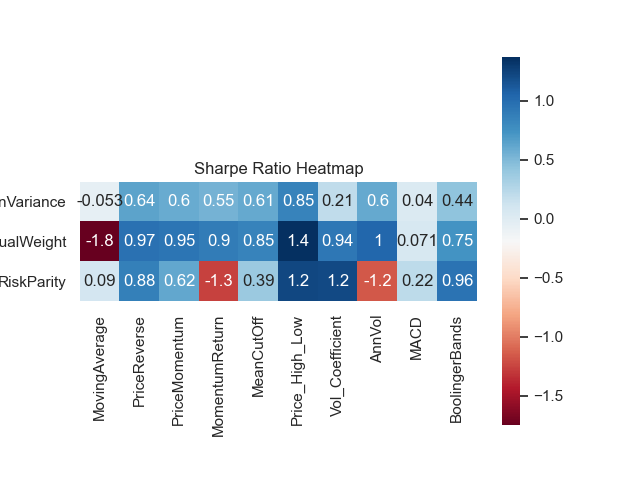 Sharpe Ratio Heatmap
nVariance -0.053 0.64 0.6 0.55 0.61 0.85 0.21 0.6 0.04 0.44
ualWeight -1.8 0.97 0.95 0.9 0.85 1.4 0.94 1 0.071 0.75
RiskParity 0.09 0.88 0.62 -1.3 0.39 1.2 1.2 -1.2 0.22 0.96
MovingAverage
PriceReverse
PriceMomentum
MomentumReturn
MeanCutOff
Price_High_Low
Vol_Coefficient
AnnVol
MACD
BoolingerBands
1.0
0.5
0.0
−0.5
−1.0
−1.5